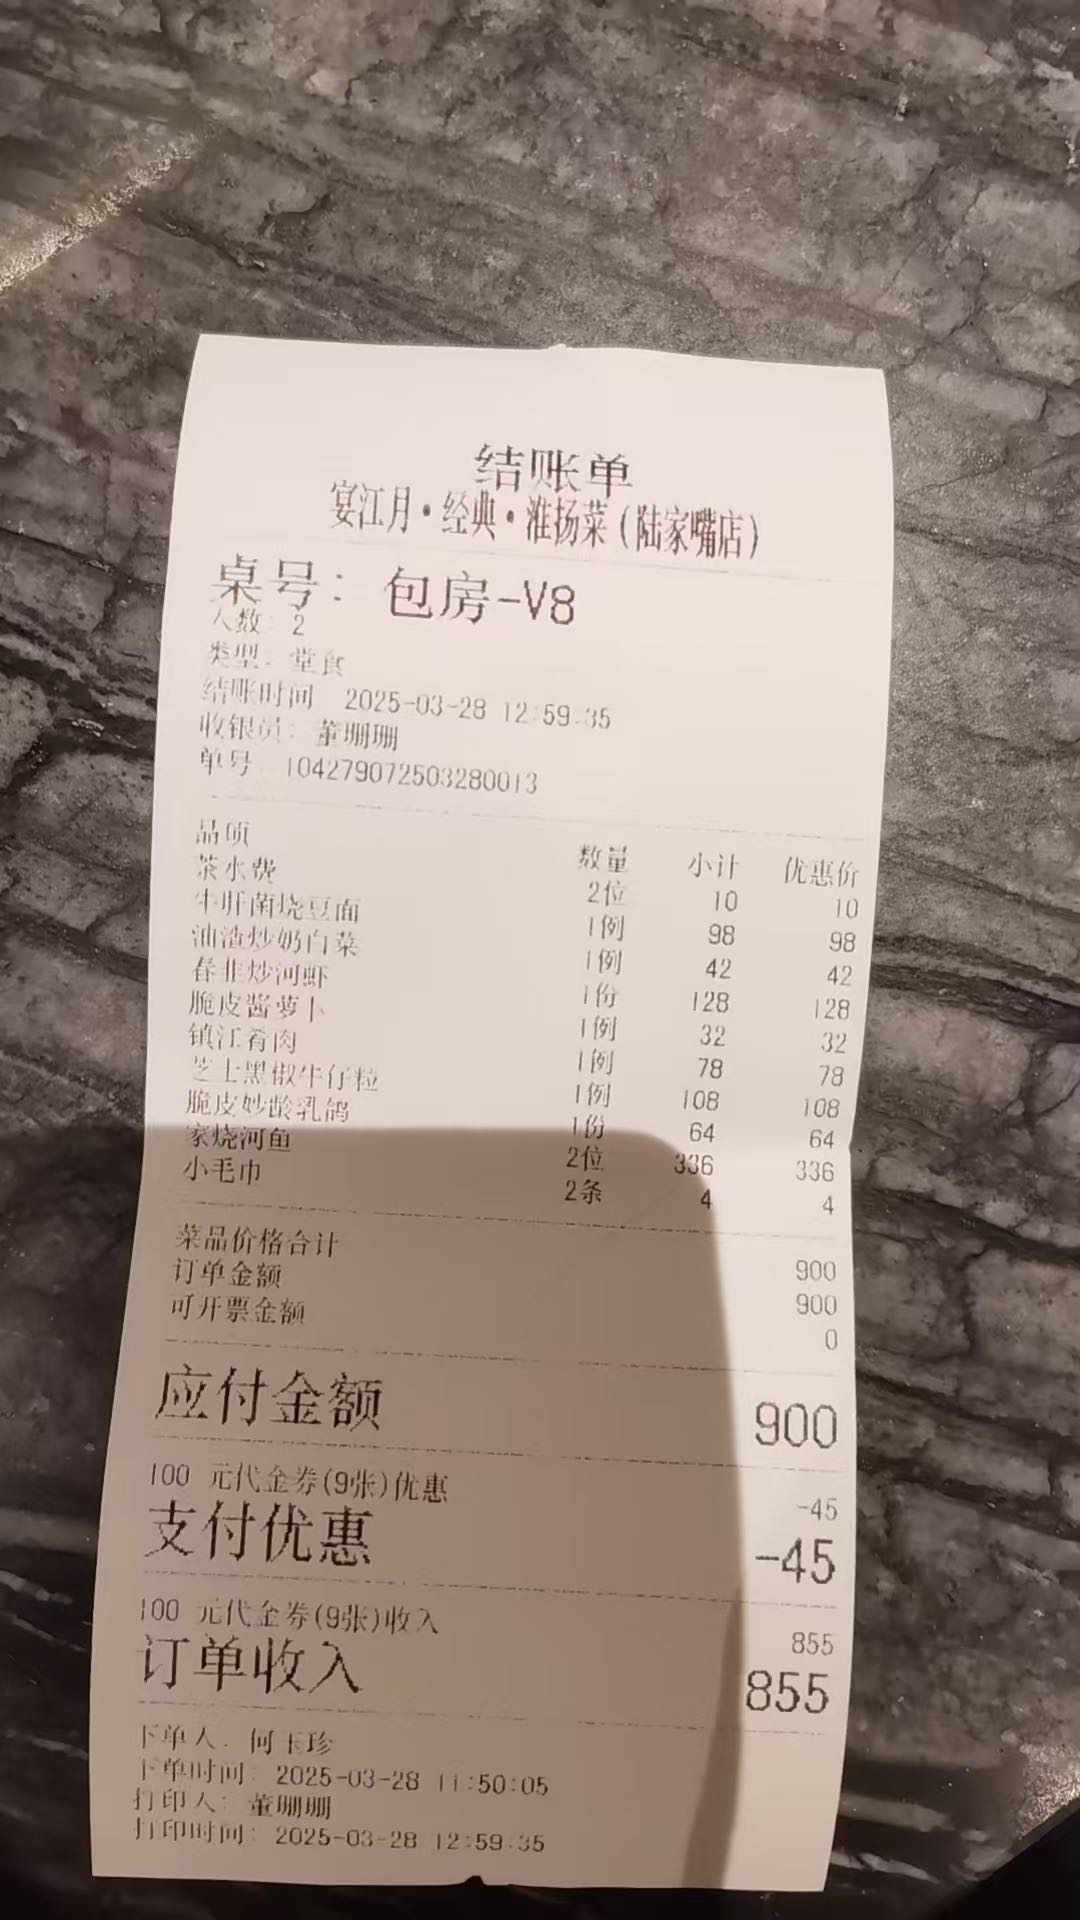 结账单
宴江月·经典·淮扬菜(陆家嘴店)
桌号: 包房-V8
人数: 2
类型: 堂食
结账时间 2025-03-28 12:59:35
收银员: 董珊珊
单号 104279072503280013
品项 数量 小计 优惠价
茶水费 2位 10 10
牛肝菌烧豆面 1例 98 98
油渣炒奶白菜 1例 42 42
春韭炒河虾 1份 128 128
脆皮酱萝卜 1例 32 32
镇江肴肉 1例 78 78
芝士黑椒牛仔粒 1例 108 108
脆皮妙龄乳鸽 1份 64 64
家烧河鱼 2位 336 336
小毛巾 2条 4 4
菜品价格合计 900
订单金额 900
可开票金额 0
应付金额 900
100 元代金券(9张)优惠 -45
支付优惠 -45
100 元代金券(9张)收入 855
订单收入 855
下单人: 何玉珍
下单时间: 2025-03-28 11:50:05
打印人: 董珊珊
打印时间: 2025-03-28 12:59:35